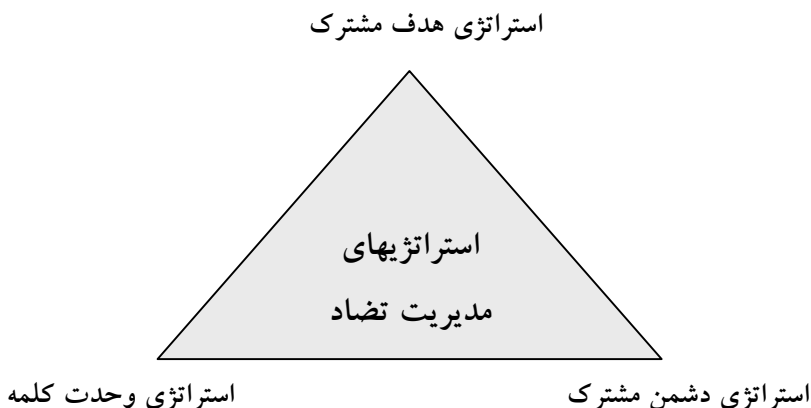 استراتژی هدف مشترک
استراتژیهای
مدیریت تضاد
استراتژی دشمن مشترک
استراتژی وحدت کلمه